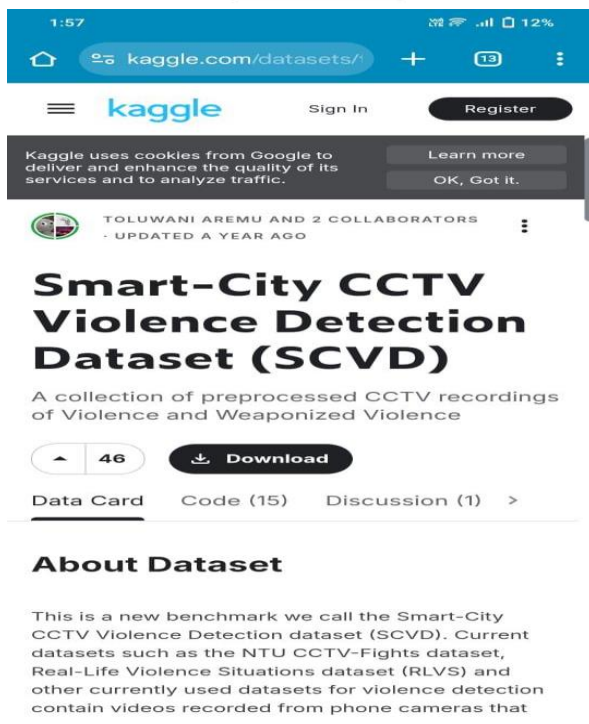 1:57
12%
kaggle.com/datasets/
13
kaggle
Sign In
Register
Kaggle uses cookies from Google to
deliver and enhance the quality of its
services and to analyze traffic.
Learn more
OK, Got it.
TOLUWANI AREMU AND 2 COLLABORATORS
· UPDATED A YEAR AGO
Smart-City CCTV
Violence Detection
Dataset (SCVD)
A collection of preprocessed CCTV recordings
of Violence and Weaponized Violence
46
Download
Data Card Code (15) Discussion (1) >
About Dataset
This is a new benchmark we call the Smart-City
CCTV Violence Detection dataset (SCVD). Current
datasets such as the NTU CCTV-Fights dataset,
Real-Life Violence Situations dataset (RLVS) and
other currently used datasets for violence detection
contain videos recorded from phone cameras that